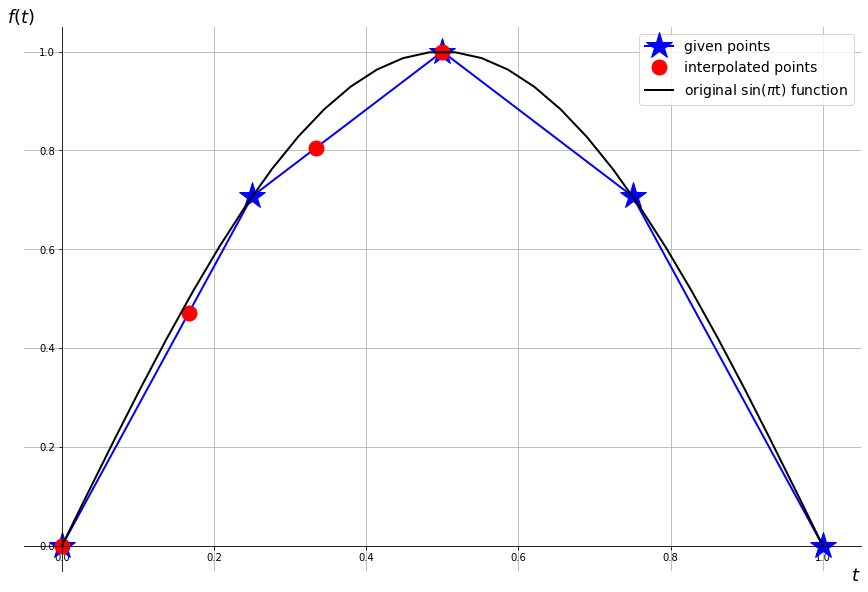 f(t)
given points
interpolated points
original sin(πt) function
1.0
0.8
0.6
0.4
0.2
0.0
0.0 0.2 0.4 0.6 0.8 1.0
t